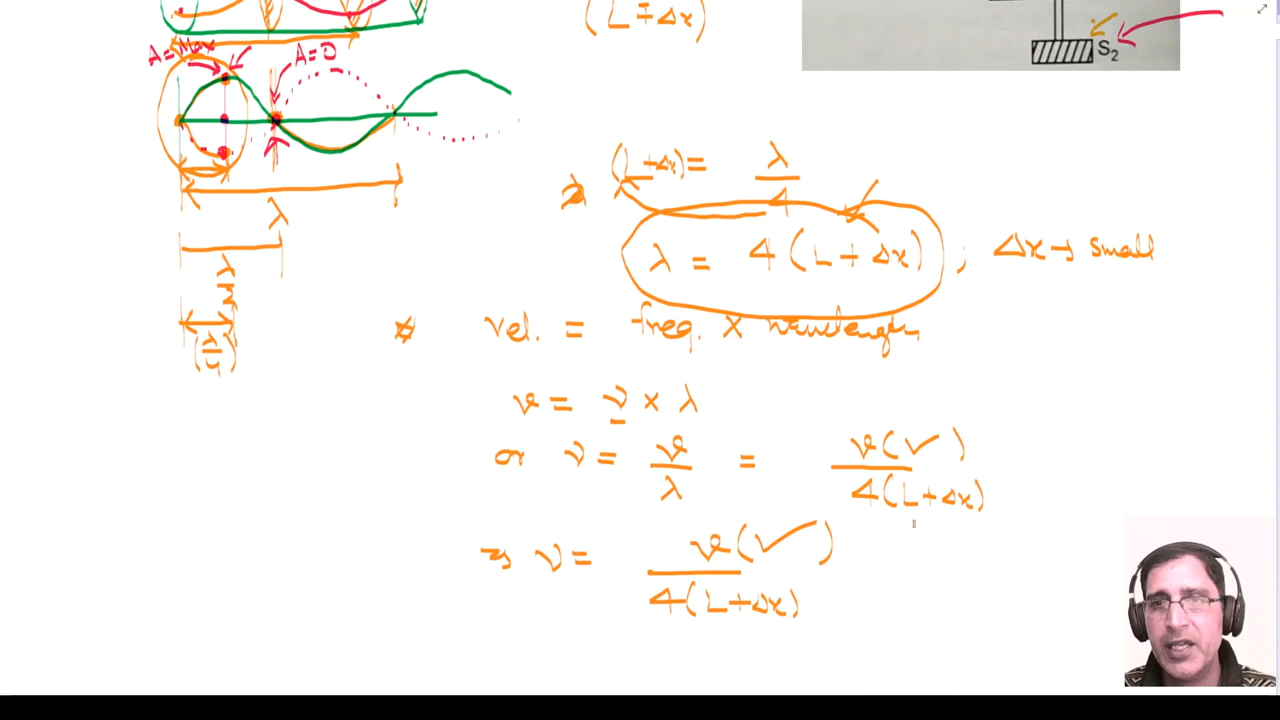 (L+Δx)
A=Max
A=0
S₂
(L+Δx) = λ/4
λ
λ = 4(L+Δx) ; Δx→ small
λ/2
* vel. = freq. X wavelength
(λ/4)
v = ν × λ
or ν = v/λ = v(✓)/4(L+Δx)
⇒ ν = v(✓)/4(L+Δx)